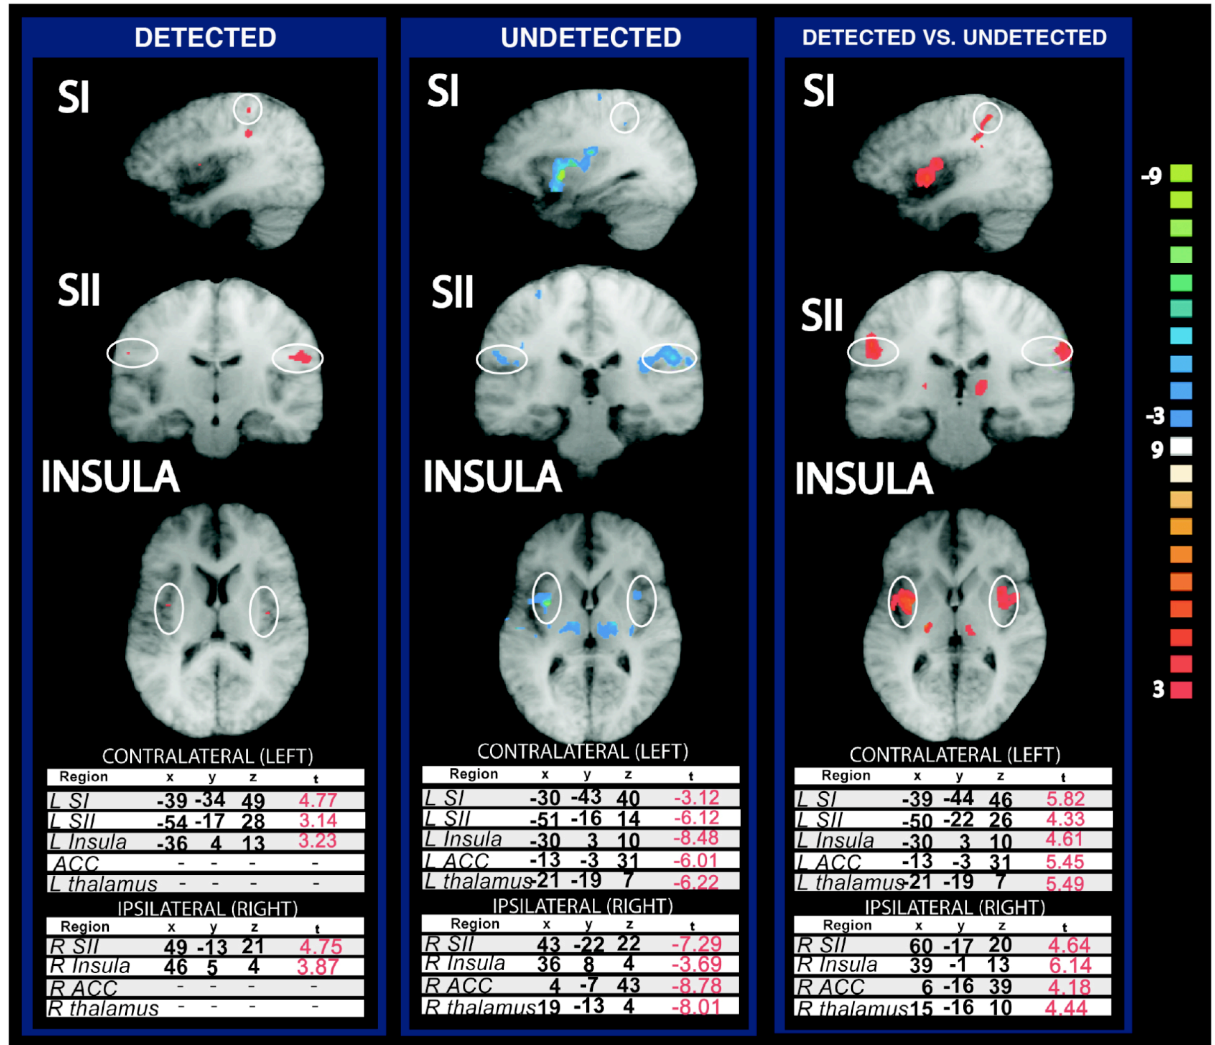 DETECTED
SI
SII
INSULA
CONTRALATERAL (LEFT)
Region x y z t
L SI -39 -34 49 4.77
L SII -54 -17 28 3.14
L Insula -36 4 13 3.23
ACC - - - -
L thalamus - - - -
IPSILATERAL (RIGHT)
Region x y z t
R SII 49 -13 21 4.75
R Insula 46 5 4 3.87
R ACC - - - -
R thalamus - - - -
UNDETECTED
SI
SII
INSULA
CONTRALATERAL (LEFT)
Region x y z t
L SI -30 -43 40 -3.12
L SII -51 -16 14 -6.12
L Insula -30 3 10 -8.48
L ACC -13 -3 31 -6.01
L thalamus -21 -19 7 -6.22
IPSILATERAL (RIGHT)
Region x y z t
R SII 43 -22 22 -7.29
R Insula 36 8 4 -3.69
R ACC 4 -7 43 -8.78
R thalamus 19 -13 4 -8.01
DETECTED VS. UNDETECTED
SI
SII
INSULA
CONTRALATERAL (LEFT)
Region x y z t
L SI -39 -44 46 5.82
L SII -50 -22 26 4.33
L Insula -30 3 10 4.61
L ACC -13 -3 31 5.45
L thalamus -21 -19 7 5.49
IPSILATERAL (RIGHT)
Region x y z t
R SII 60 -17 20 4.64
R Insula 39 -1 13 6.14
R ACC 6 -16 39 4.18
R thalamus 15 -16 10 4.44
-9
-3
9
3